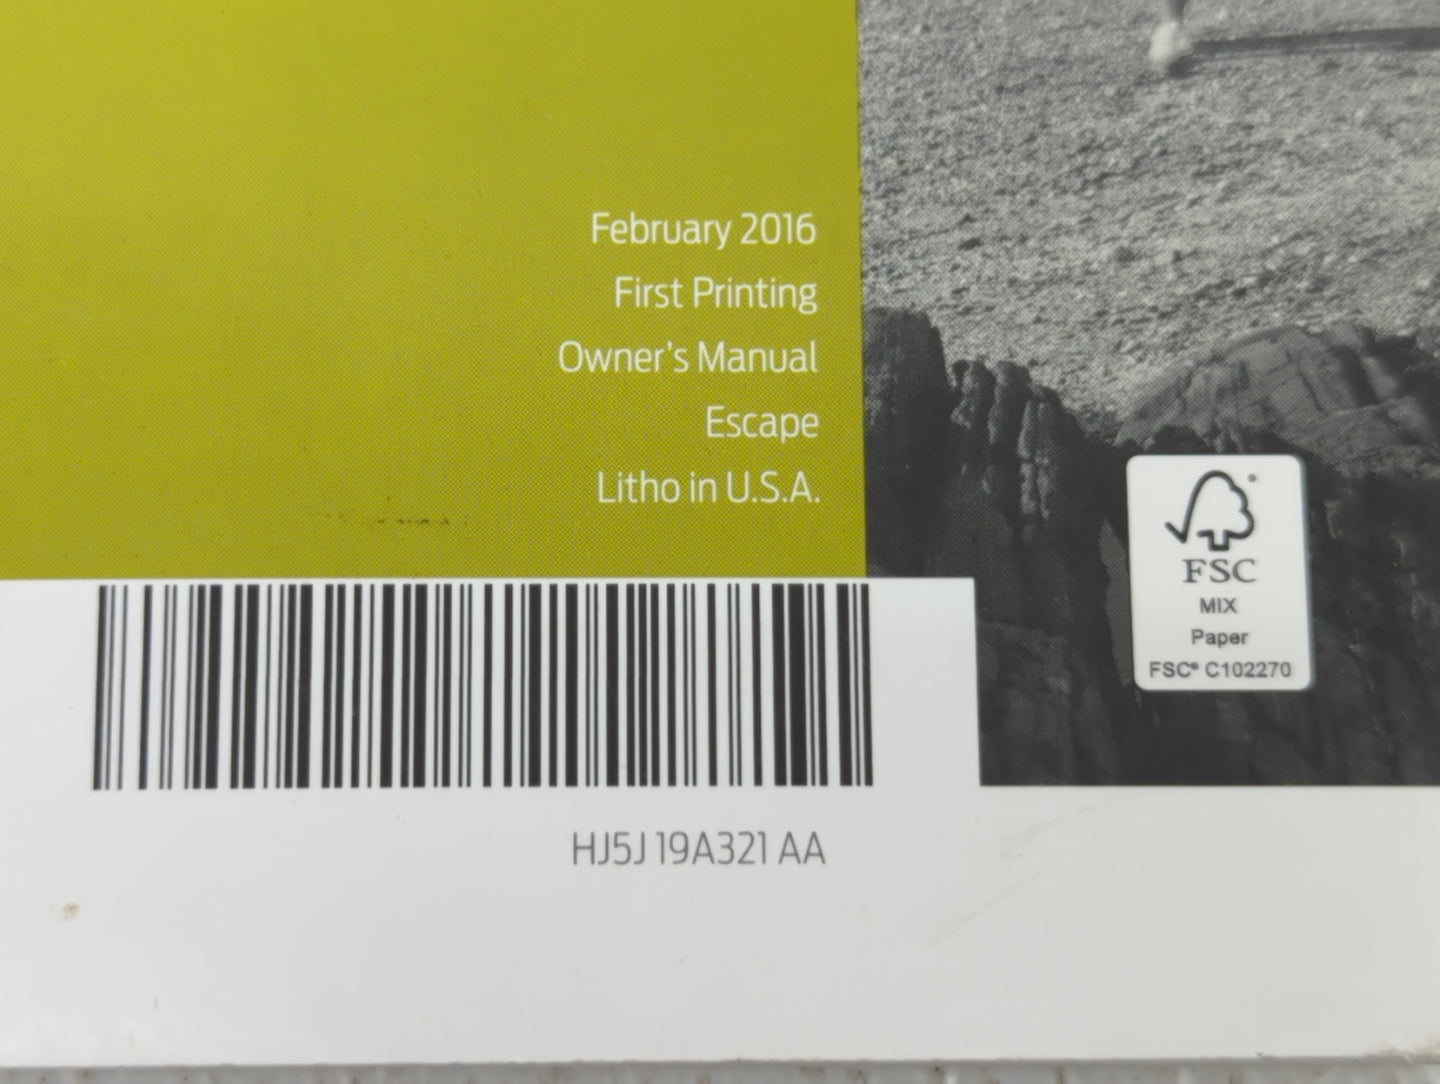 February 2016
First Printing
Owner's Manual
Escape
Litho in U.S.A.
FSC
MIX
Paper
FSC® C102270
HJ5J 19A321 AA